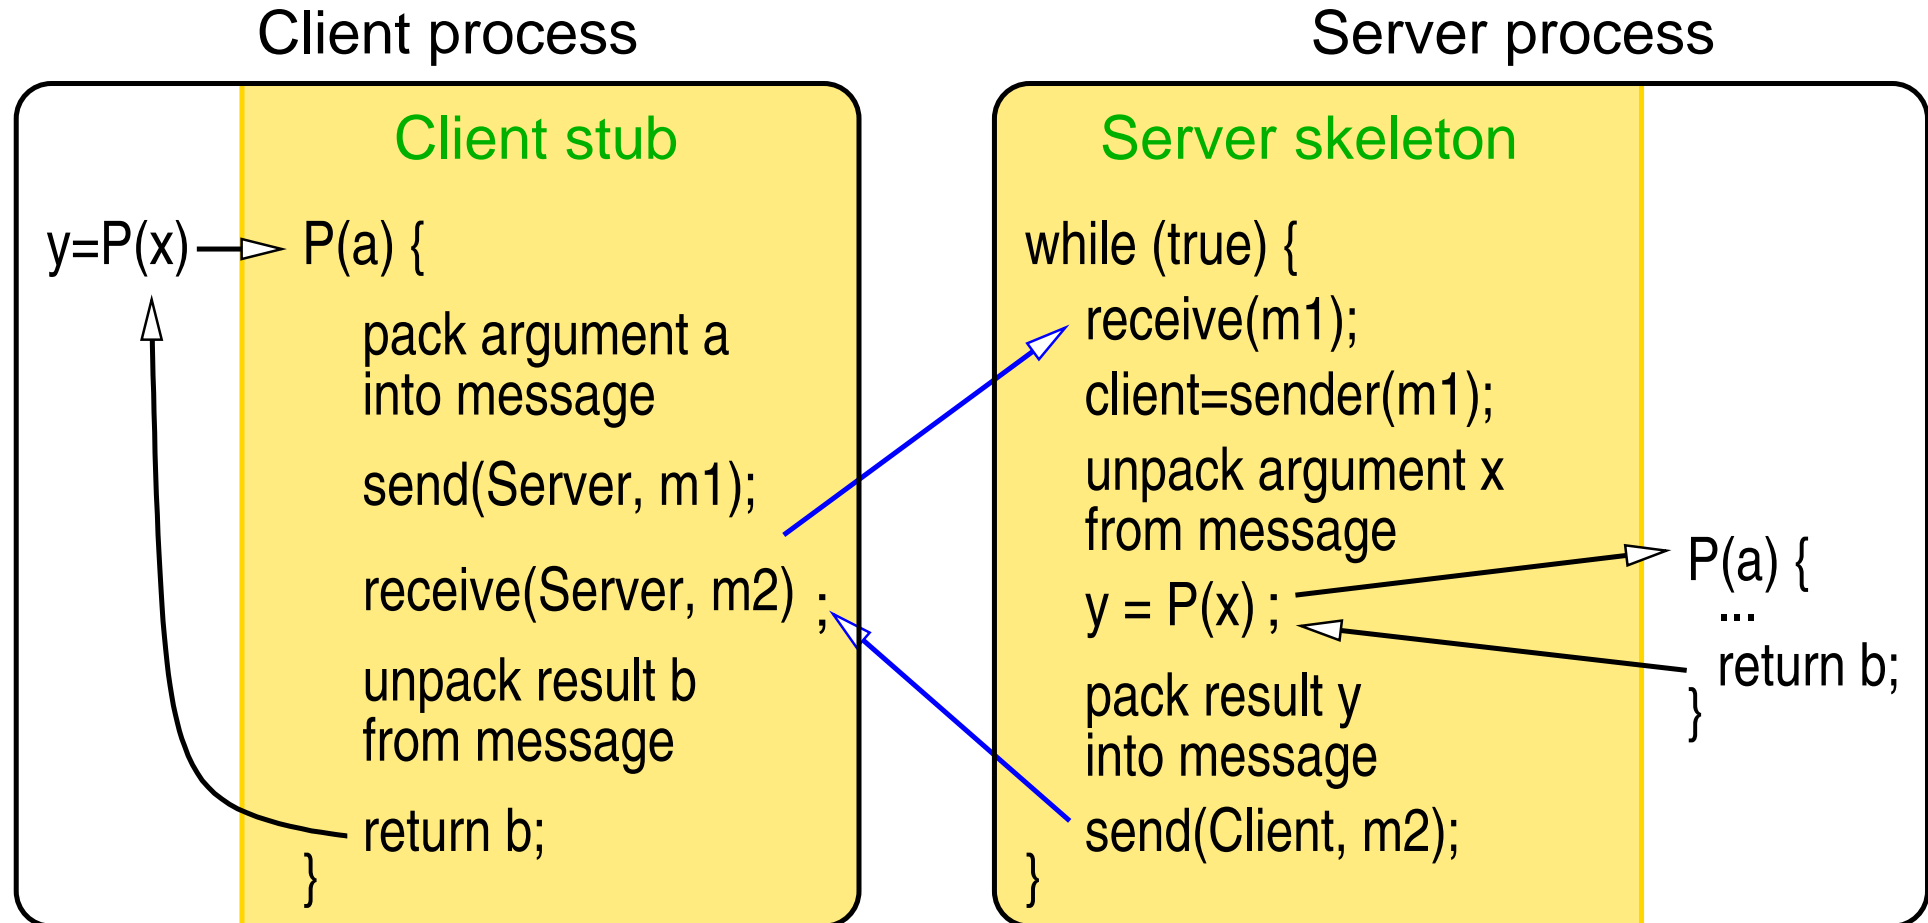 Client process
Client stub
y=P(x)
P(a) {
pack argument a
into message
send(Server, m1);
receive(Server, m2) ;
unpack result b
from message
return b;
}
Server process
Server skeleton
while (true) {
receive(m1);
client=sender(m1);
unpack argument x
from message
y = P(x) ;
pack result y
into message
send(Client, m2);
}
P(a) {
...
return b;
}